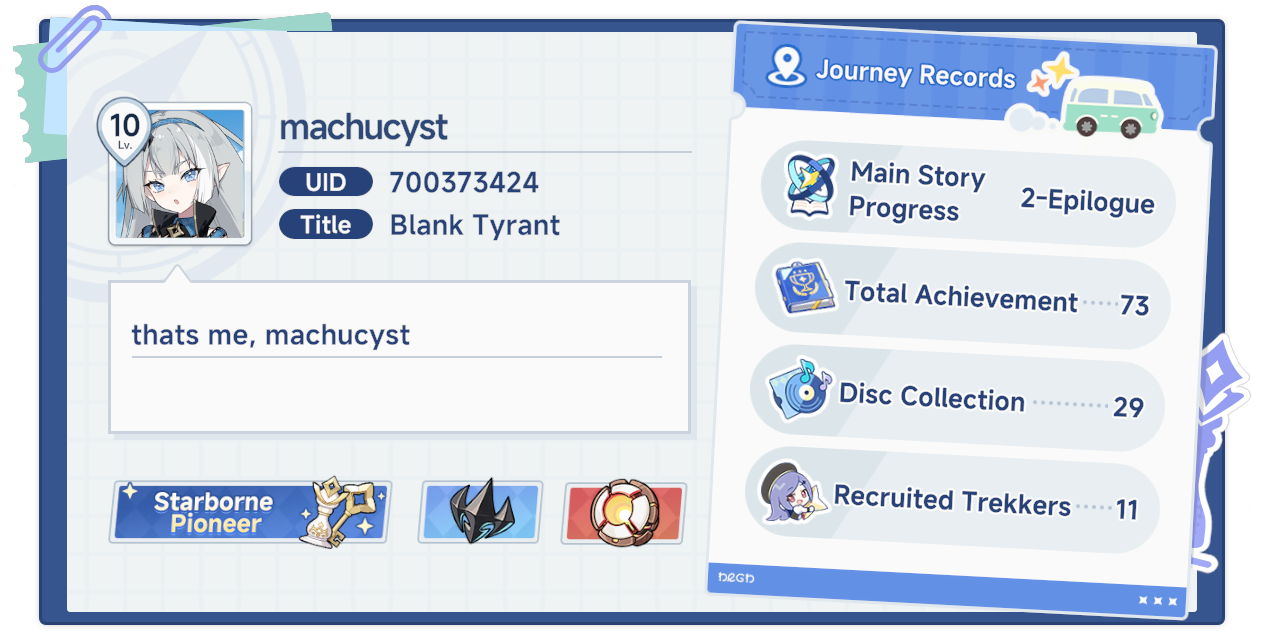 10
Lv.
machucyst
UID 700373424
Title Blank Tyrant
thats me, machucyst
Starborne
Pioneer
Journey Records
Main Story
Progress
2-Epilogue
Total Achievement 73
Disc Collection 29
Recruited Trekkers 11